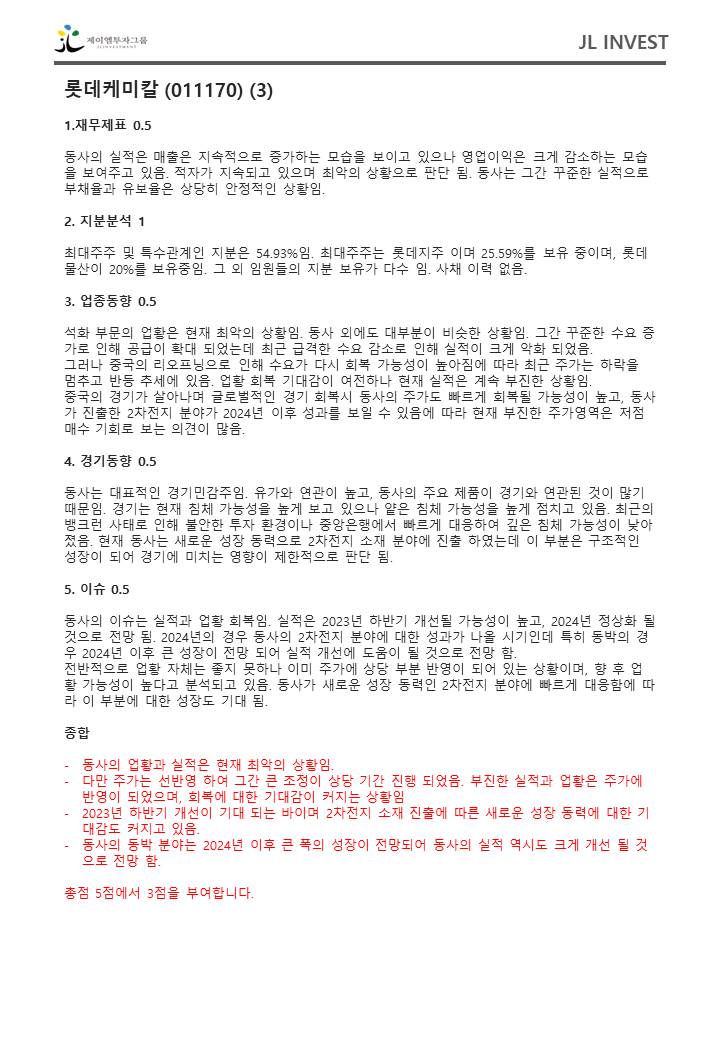 제이엘투자그룹
JLINVESTMENT
JL INVEST
롯데케미칼 (011170) (3)
1.재무제표 0.5
동사의 실적은 매출은 지속적으로 증가하는 모습을 보이고 있으나 영업이익은 크게 감소하는 모습
을 보여주고 있음. 적자가 지속되고 있으며 최악의 상황으로 판단 됨. 동사는 그간 꾸준한 실적으로
부채율과 유보율은 상당히 안정적인 상황임.
2. 지분분석 1
최대주주 및 특수관계인 지분은 54.93%임. 최대주주는 롯데지주 이며 25.59%를 보유 중이며, 롯데
물산이 20%를 보유중임. 그 외 임원들의 지분 보유가 다수 임. 사채 이력 없음.
3. 업종동향 0.5
석화 부문의 업황은 현재 최악의 상황임. 동사 외에도 대부분이 비슷한 상황임. 그간 꾸준한 수요 증
가로 인해 공급이 확대 되었는데 최근 급격한 수요 감소로 인해 실적이 크게 악화 되었음.
그러나 중국의 리오프닝으로 인해 수요가 다시 회복 가능성이 높아짐에 따라 최근 주가는 하락을
멈추고 반등 추세에 있음. 업황 회복 기대감이 여전하나 현재 실적은 계속 부진한 상황임.
중국의 경기가 살아나며 글로벌적인 경기 회복시 동사의 주가도 빠르게 회복될 가능성이 높고, 동사
가 진출한 2차전지 분야가 2024년 이후 성과를 보일 수 있음에 따라 현재 부진한 주가영역은 저점
매수 기회로 보는 의견이 많음.
4. 경기동향 0.5
동사는 대표적인 경기민감주임. 유가와 연관이 높고, 동사의 주요 제품이 경기와 연관된 것이 많기
때문임. 경기는 현재 침체 가능성을 높게 보고 있으나 얕은 침체 가능성을 높게 점치고 있음. 최근의
뱅크런 사태로 인해 불안한 투자 환경이나 중앙은행에서 빠르게 대응하여 깊은 침체 가능성이 낮아
졌음. 현재 동사는 새로운 성장 동력으로 2차전지 소재 분야에 진출 하였는데 이 부분은 구조적인
성장이 되어 경기에 미치는 영향이 제한적으로 판단 됨.
5. 이슈 0.5
동사의 이슈는 실적과 업황 회복임. 실적은 2023년 하반기 개선될 가능성이 높고, 2024년 정상화 될
것으로 전망 됨. 2024년의 경우 동사의 2차전지 분야에 대한 성과가 나올 시기인데 특히 동박의 경
우 2024년 이후 큰 성장이 전망 되어 실적 개선에 도움이 될 것으로 전망 함.
전반적으로 업황 자체는 좋지 못하나 이미 주가에 상당 부분 반영이 되어 있는 상황이며, 향 후 업
황 가능성이 높다고 분석되고 있음. 동사가 새로운 성장 동력인 2차전지 분야에 빠르게 대응함에 따
라 이 부분에 대한 성장도 기대 됨.
종합
- 동사의 업황과 실적은 현재 최악의 상황임.
- 다만 주가는 선반영 하여 그간 큰 조정이 상당 기간 진행 되었음. 부진한 실적과 업황은 주가에
반영이 되었으며, 회복에 대한 기대감이 커지는 상황임
- 2023년 하반기 개선이 기대 되는 바이며 2차전지 소재 진출에 따른 새로운 성장 동력에 대한 기
대감도 커지고 있음.
- 동사의 동박 분야는 2024년 이후 큰 폭의 성장이 전망되어 동사의 실적 역시도 크게 개선 될 것
으로 전망 함.
총점 5점에서 3점을 부여합니다.